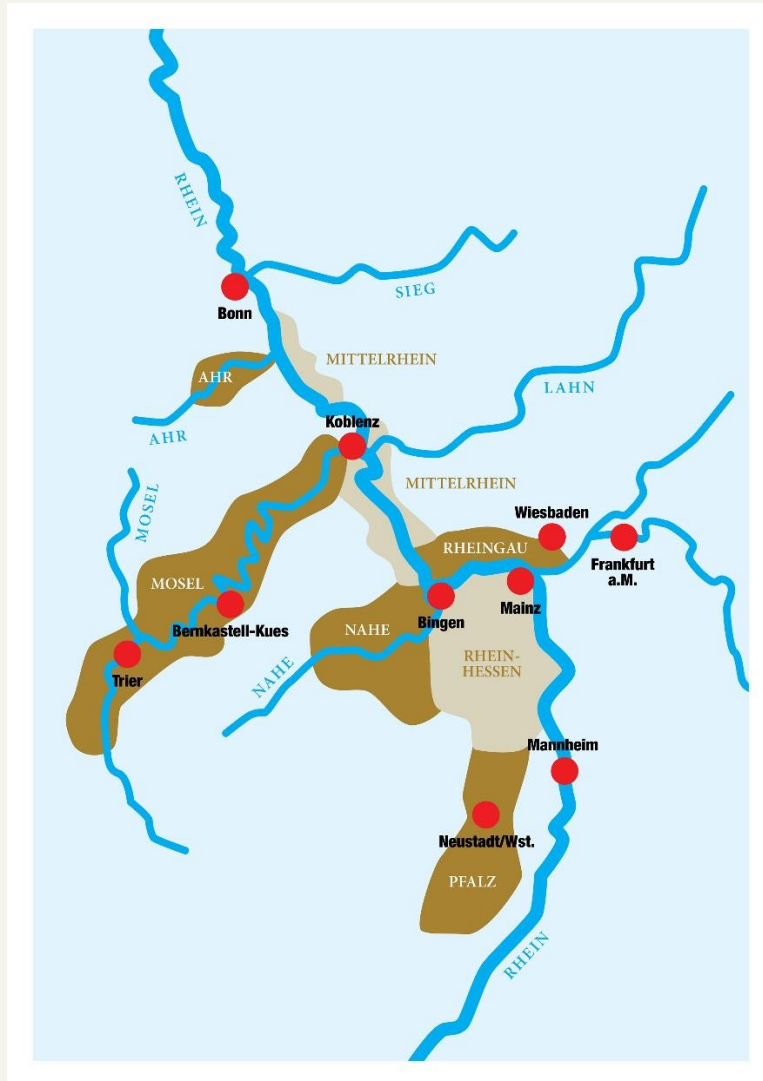 RHEIN
SIEG
Bonn
MITTELRHEIN
AHR
LAHN
AHR
Koblenz
MOSEL
MITTELRHEIN
Wiesbaden
RHEINGAU
Frankfurt
a.M.
MOSEL
Mainz
Bingen
Bernkastell-Kues
NAHE
RHEIN-
HESSEN
NAHE
Trier
Mannheim
Neustadt/Wst.
PFALZ
RHEIN